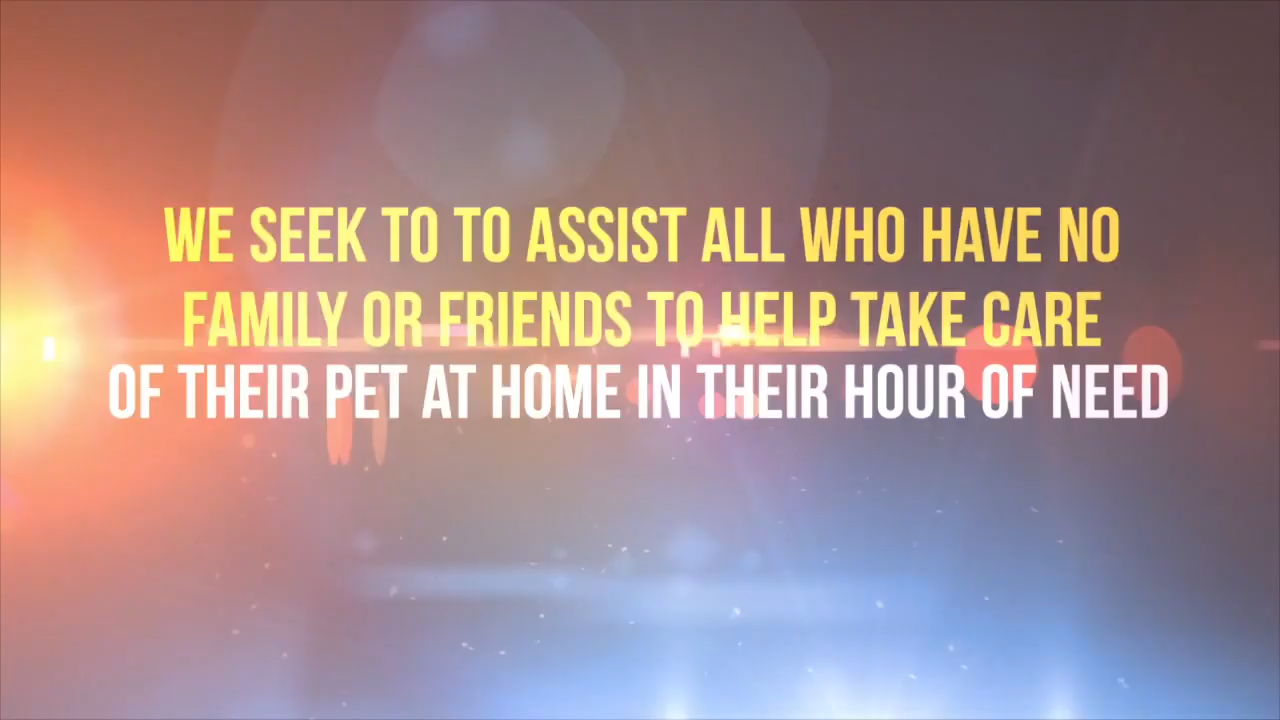 WE SEEK TO TO ASSIST ALL WHO HAVE NO
FAMILY OR FRIENDS TO HELP TAKE CARE
OF THEIR PET AT HOME IN THEIR HOUR OF NEED